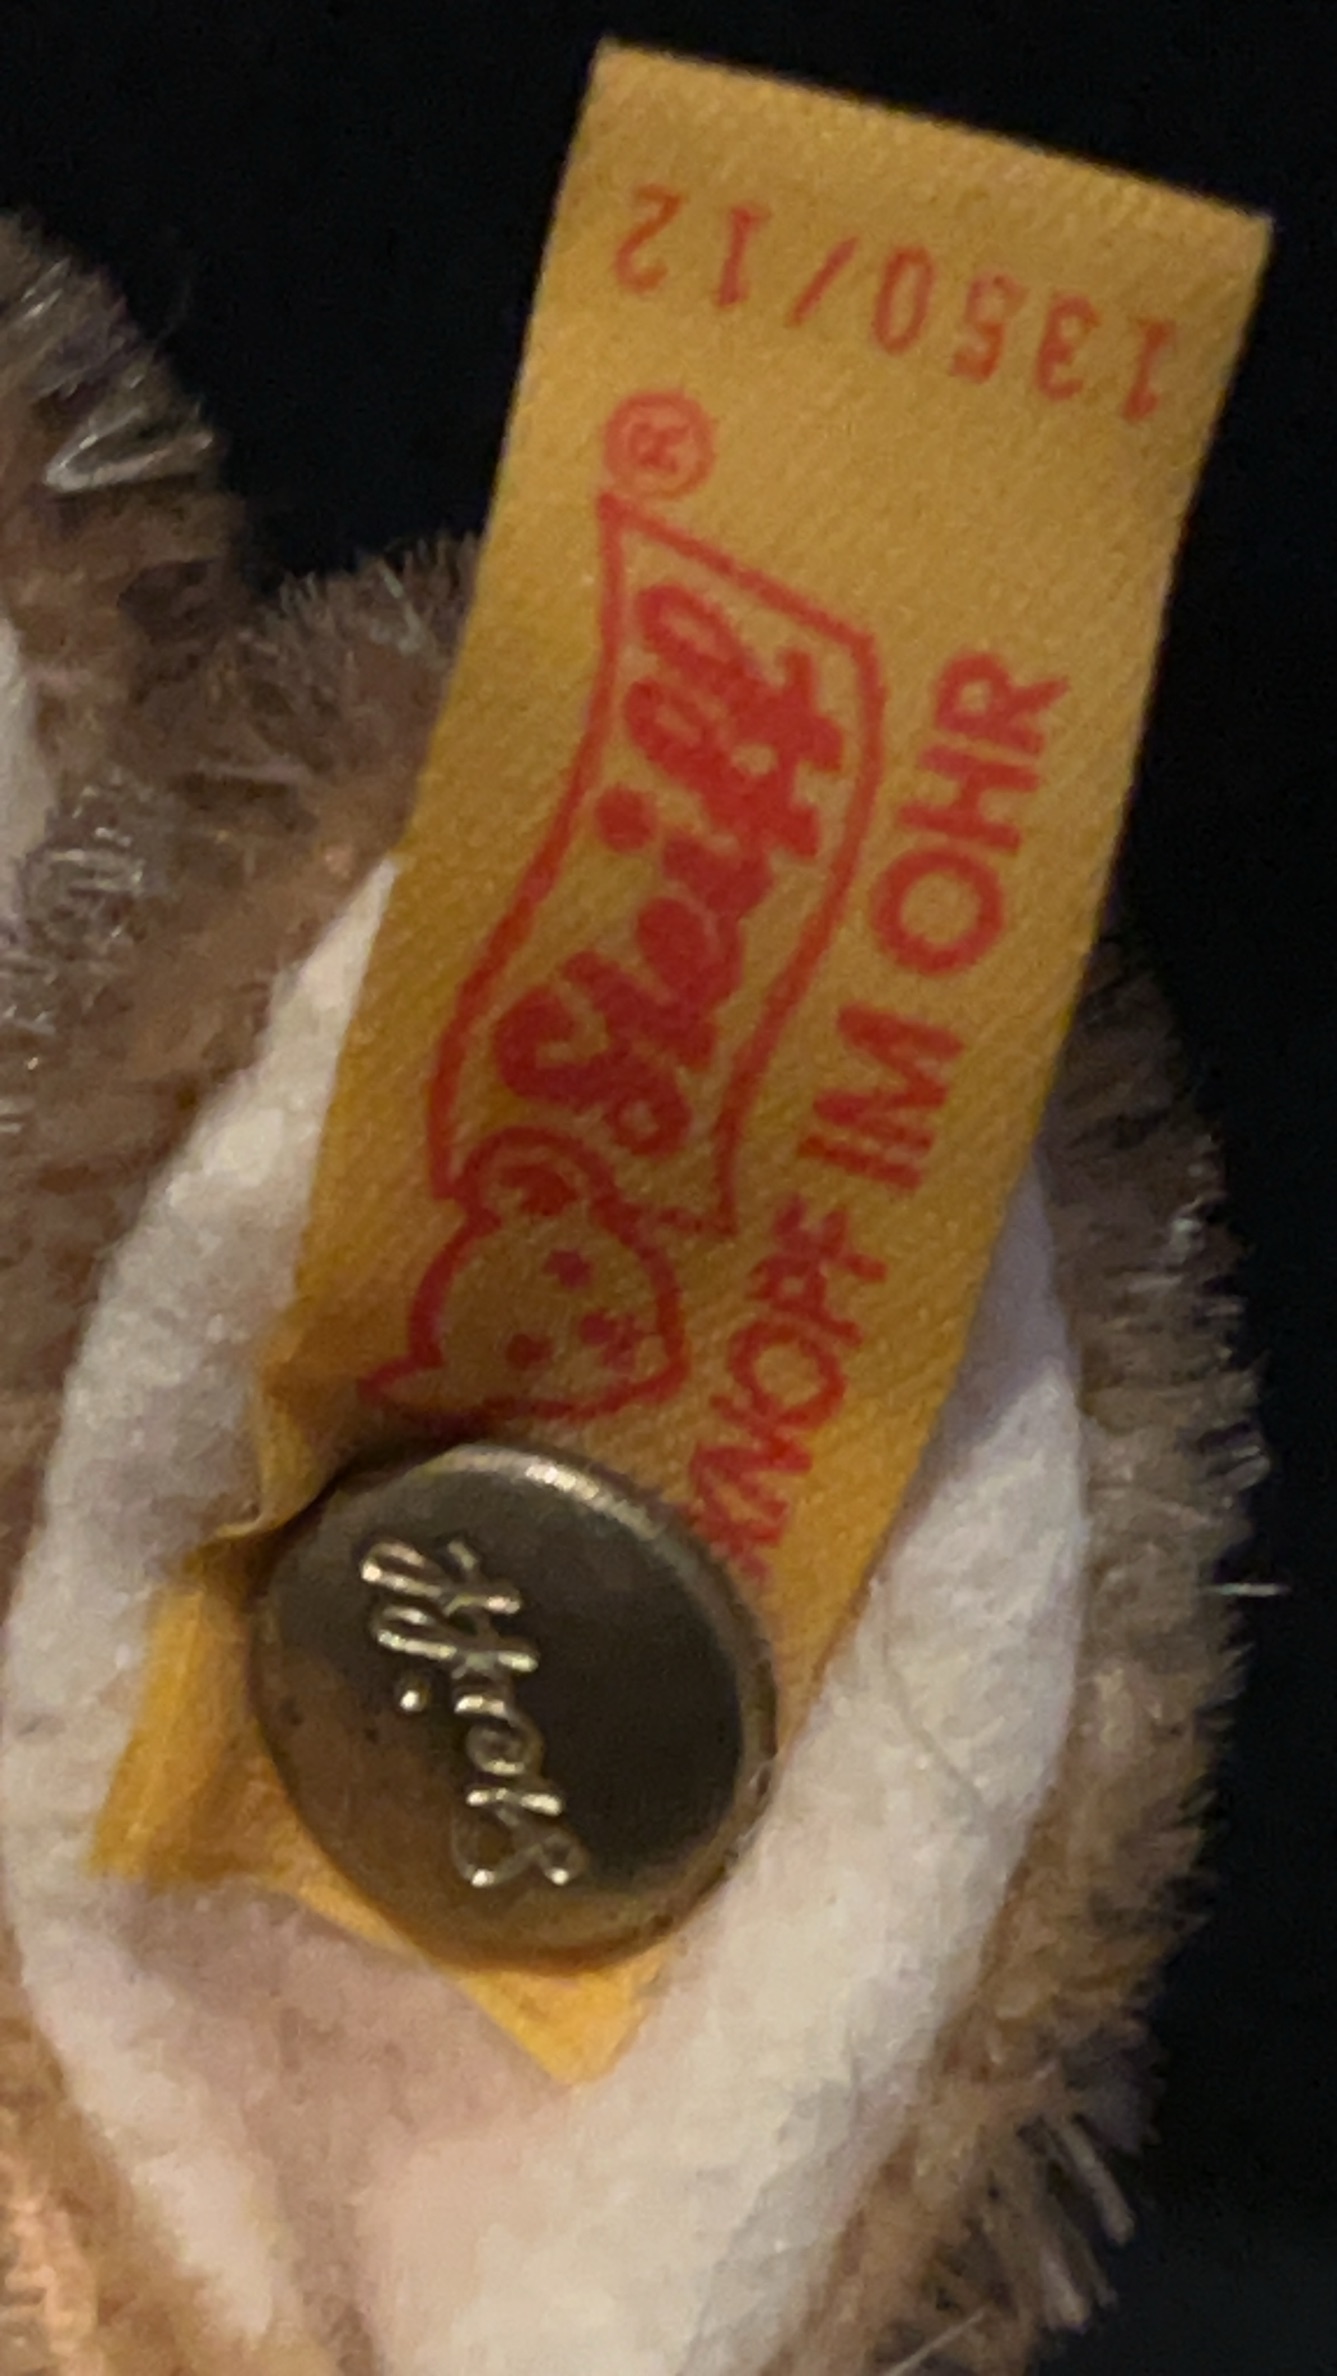 1350/12
Steiff ®
KNOPF IM OHR
Steiff